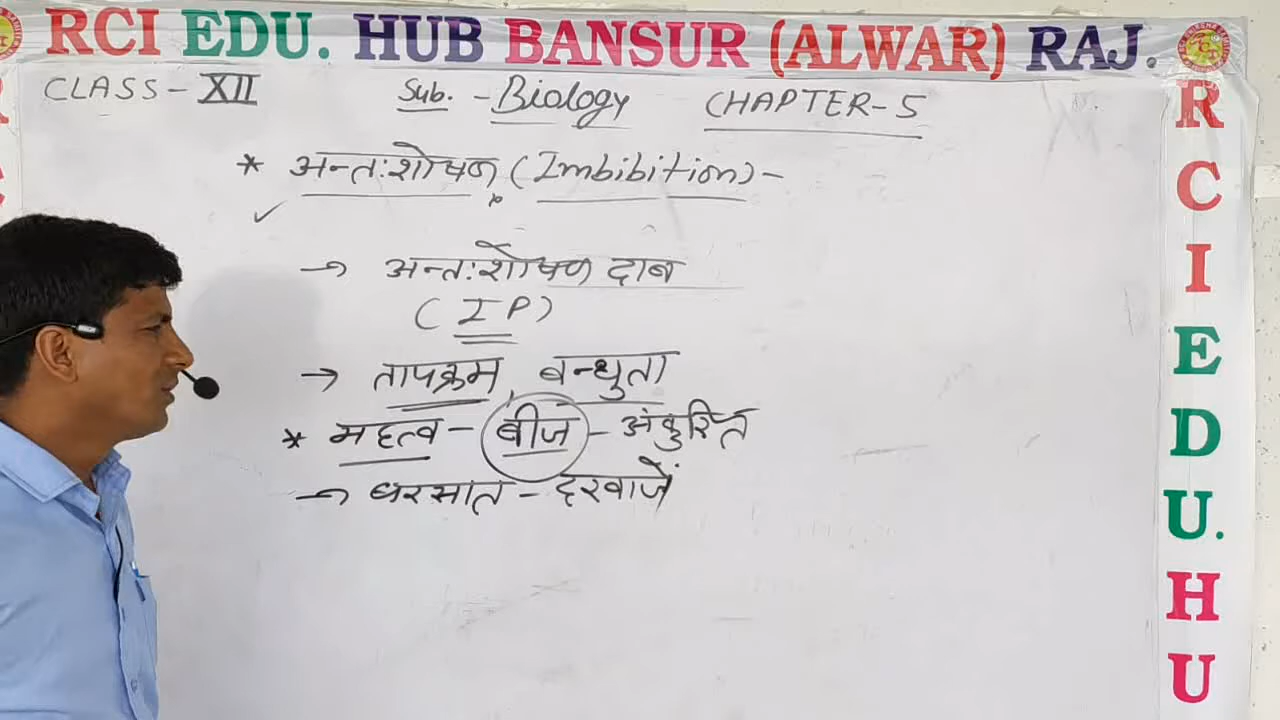 RCI EDU. HUB BANSUR (ALWAR) RAJ.
CLASS - XII Sub. - Biology CHAPTER - 5
* अन्तःशोषण (Imbibition) -
→ अन्तःशोषण दाब
(IP)
→ तापक्रम, बन्धुता
* महत्व - बीज - अंकुरित
→ बरसात - दरवाजें
RCI EDU. HU